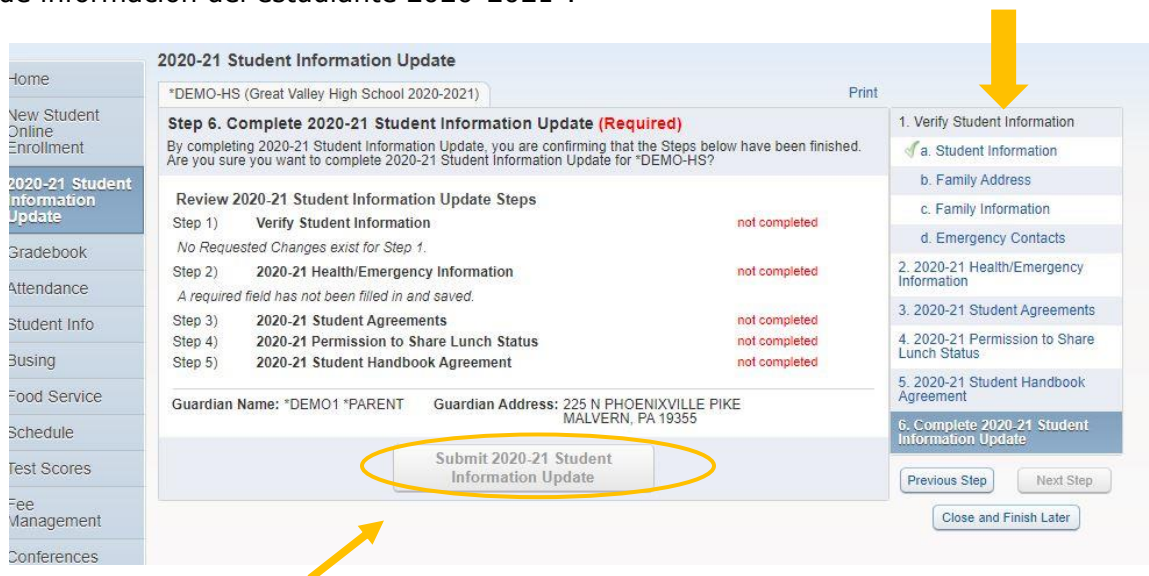 de información del estudiante 2020-2021".
2020-21 Student Information Update
*DEMO-HS (Great Valley High School 2020-2021)
Print
Home
New Student
Online
Enrollment
2020-21 Student
Information
Update
Gradebook
Attendance
Student Info
Busing
Food Service
Schedule
Test Scores
Fee
Management
Conferences
Step 6. Complete 2020-21 Student Information Update (Required)
By completing 2020-21 Student Information Update, you are confirming that the Steps below have been finished.
Are you sure you want to complete 2020-21 Student Information Update for *DEMO-HS?
Review 2020-21 Student Information Update Steps
Step 1) Verify Student Information not completed
No Requested Changes exist for Step 1.
Step 2) 2020-21 Health/Emergency Information not completed
A required field has not been filled in and saved.
Step 3) 2020-21 Student Agreements not completed
Step 4) 2020-21 Permission to Share Lunch Status not completed
Step 5) 2020-21 Student Handbook Agreement not completed
Guardian Name: *DEMO1 *PARENT Guardian Address: 225 N PHOENIXVILLE PIKE
MALVERN, PA 19355
Submit 2020-21 Student
Information Update
1. Verify Student Information
a. Student Information
b. Family Address
c. Family Information
d. Emergency Contacts
2. 2020-21 Health/Emergency
Information
3. 2020-21 Student Agreements
4. 2020-21 Permission to Share
Lunch Status
5. 2020-21 Student Handbook
Agreement
6. Complete 2020-21 Student
Information Update
Previous Step Next Step
Close and Finish Later